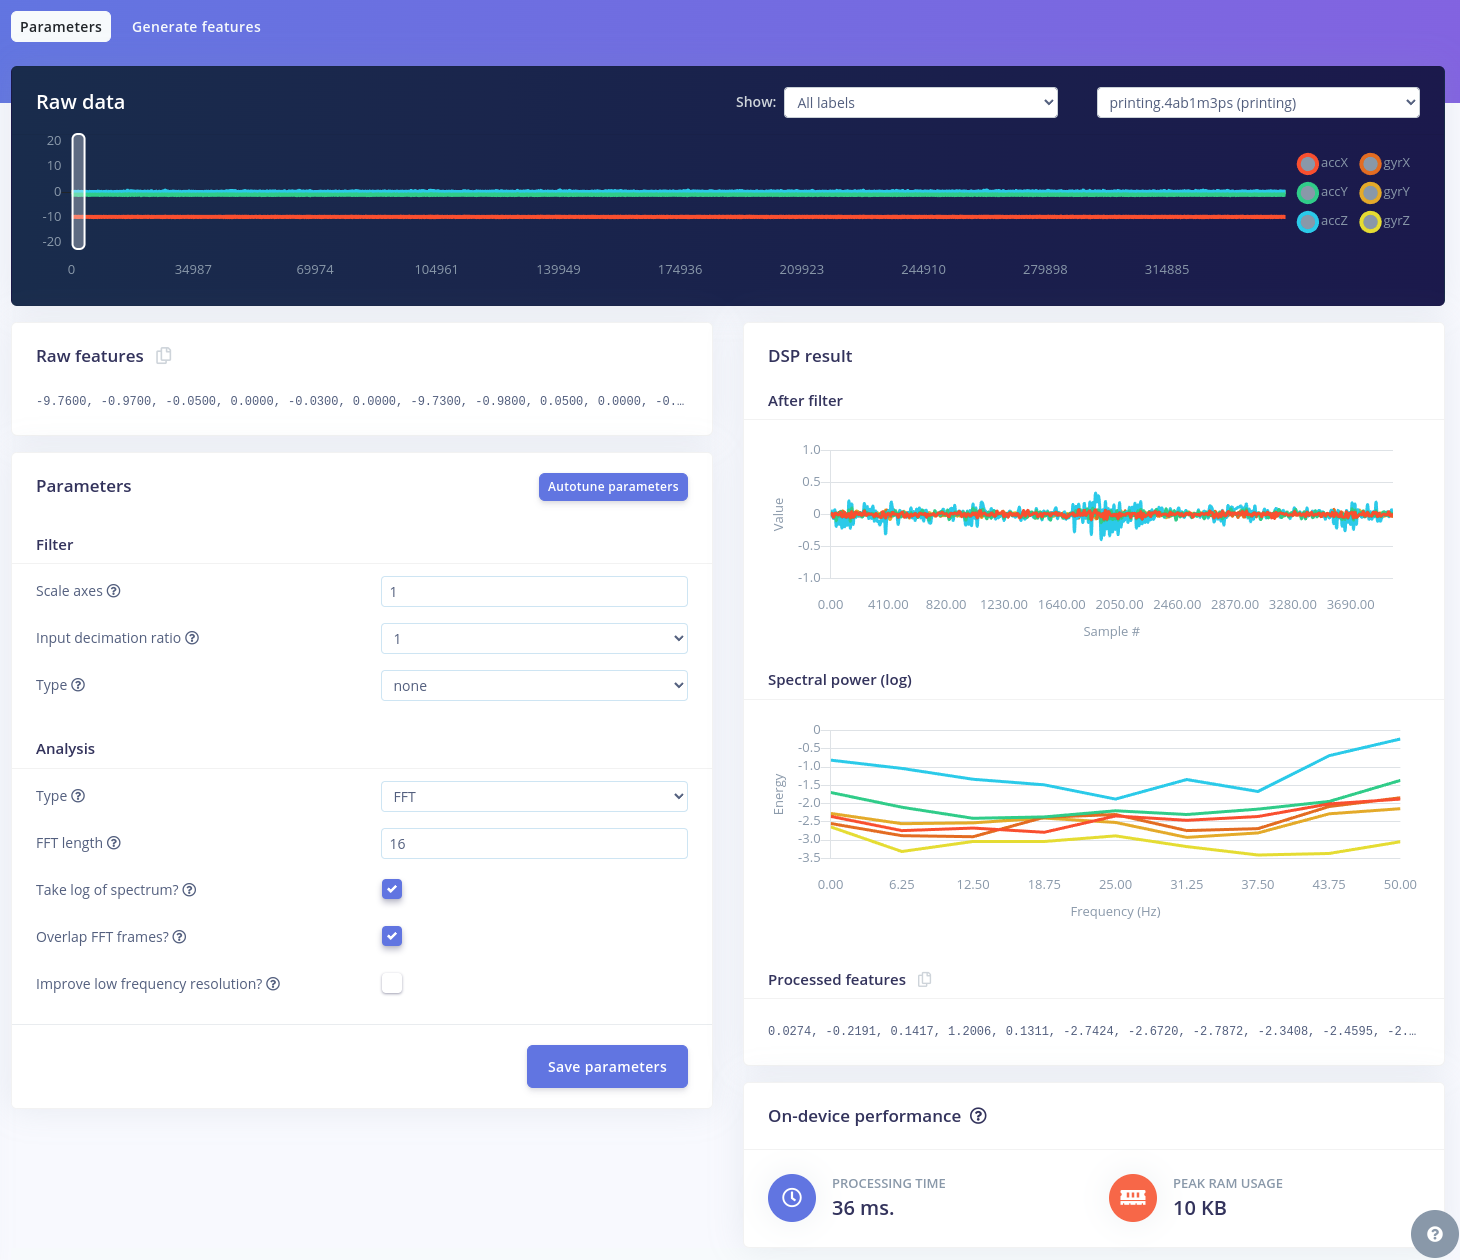 Parameters Generate features
Raw data
Show: All labels printing.4ab1m3ps (printing)
20
10
0
-10
-20
0 34987 69974 104961 139949 174936 209923 244910 279898 314885
accX gyrX
accY gyrY
accZ gyrZ
Raw features
-9.7600, -0.9700, -0.0500, 0.0000, -0.0300, 0.0000, -9.7300, -0.9800, 0.0500, 0.0000, -0.…
Parameters
Autotune parameters
Filter
Scale axes 1
Input decimation ratio 1
Type none
Analysis
Type FFT
FFT length 16
Take log of spectrum?
Overlap FFT frames?
Improve low frequency resolution?
Save parameters
DSP result
After filter
Value
1.0
0.5
0
-0.5
-1.0
0.00 410.00 820.00 1230.00 1640.00 2050.00 2460.00 2870.00 3280.00 3690.00
Sample #
Spectral power (log)
Energy
0
-0.5
-1.0
-1.5
-2.0
-2.5
-3.0
-3.5
0.00 6.25 12.50 18.75 25.00 31.25 37.50 43.75 50.00
Frequency (Hz)
Processed features
0.0274, -0.2191, 0.1417, 1.2006, 0.1311, -2.7424, -2.6720, -2.7872, -2.3408, -2.4595, -2.…
On-device performance
PROCESSING TIME
36 ms.
PEAK RAM USAGE
10 KB